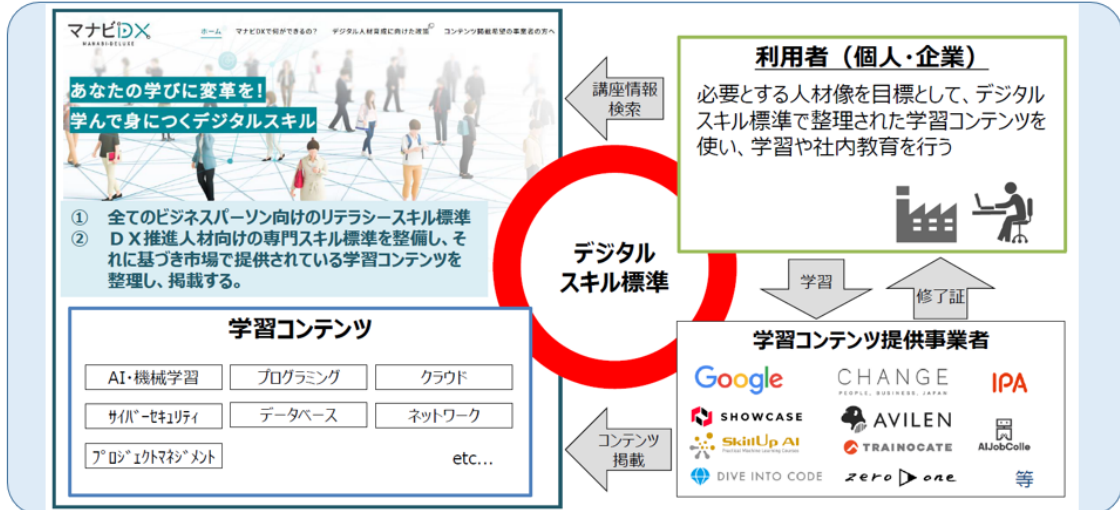 マナビDX
MANABI-DELUXE
ホーム マナビDXで何ができるの? デジタル人材育成に向けた政策 コンテンツ掲載希望の事業者の方へ
あなたの学びに変革を!
学んで身につくデジタルスキル
① 全てのビジネスパーソン向けのリテラシースキル標準
② DX推進人材向けの専門スキル標準を整備し、そ
れに基づき市場で提供されている学習コンテンツを
整理し、掲載する。
学習コンテンツ
AI・機械学習 プログラミング クラウド
サイバーセキュリティ データベース ネットワーク
プロジェクトマネジメント etc...
講座情報
検索
デジタル
スキル標準
コンテンツ
掲載
利用者(個人・企業)
必要とする人材像を目標として、デジタル
スキル標準で整理された学習コンテンツを
使い、学習や社内教育を行う
学習
修了証
学習コンテンツ提供事業者
Google CHANGE IPA
PEOPLE, BUSINESS, JAPAN
SHOWCASE AVILEN
SkillUp AI TRAINOCATE AIJobColle
Practical Machine Learning Courses
DIVE INTO CODE zero one 等